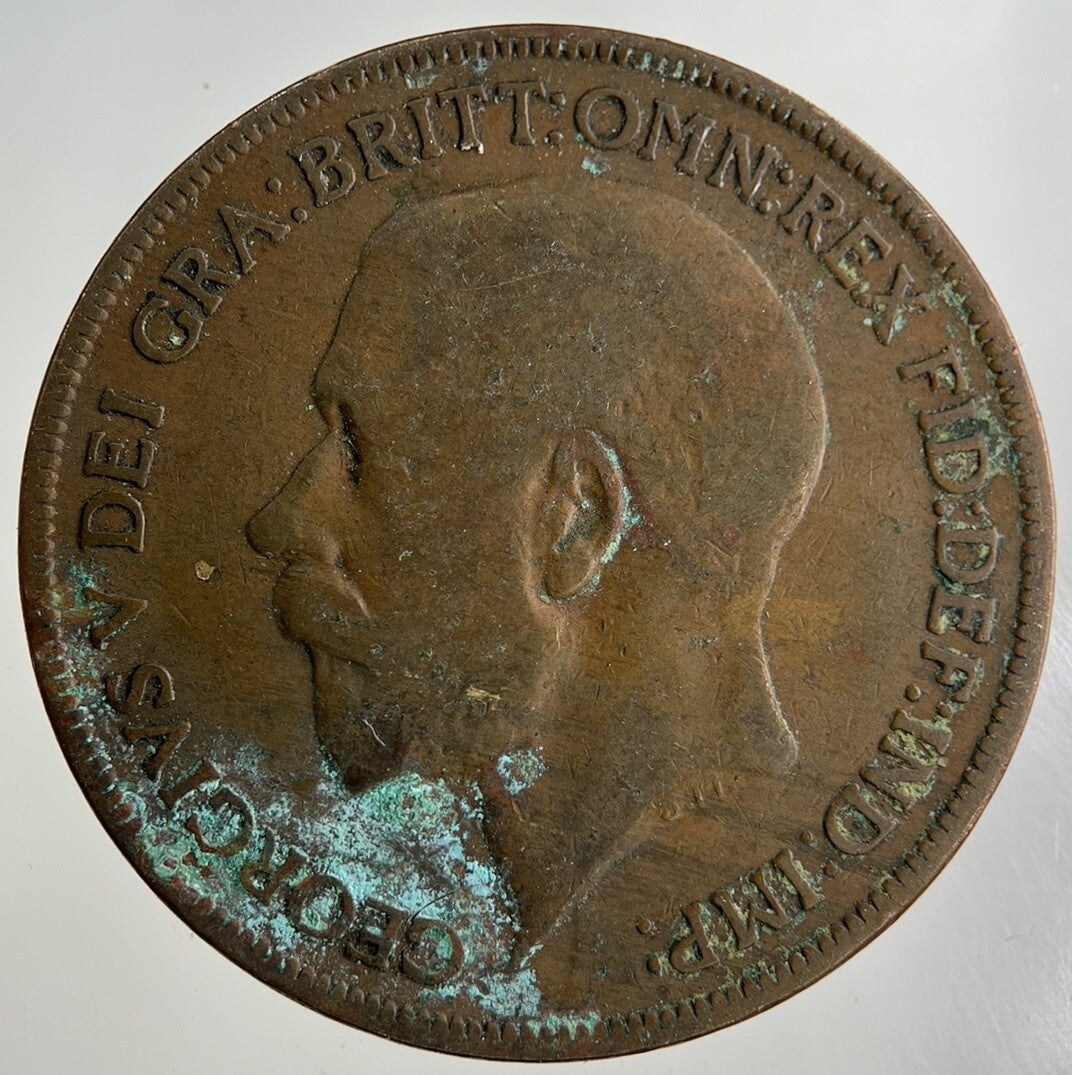 GEORGIVS V DEI GRA: BRITT: OMN: REX FID: DEF: IND: IMP: